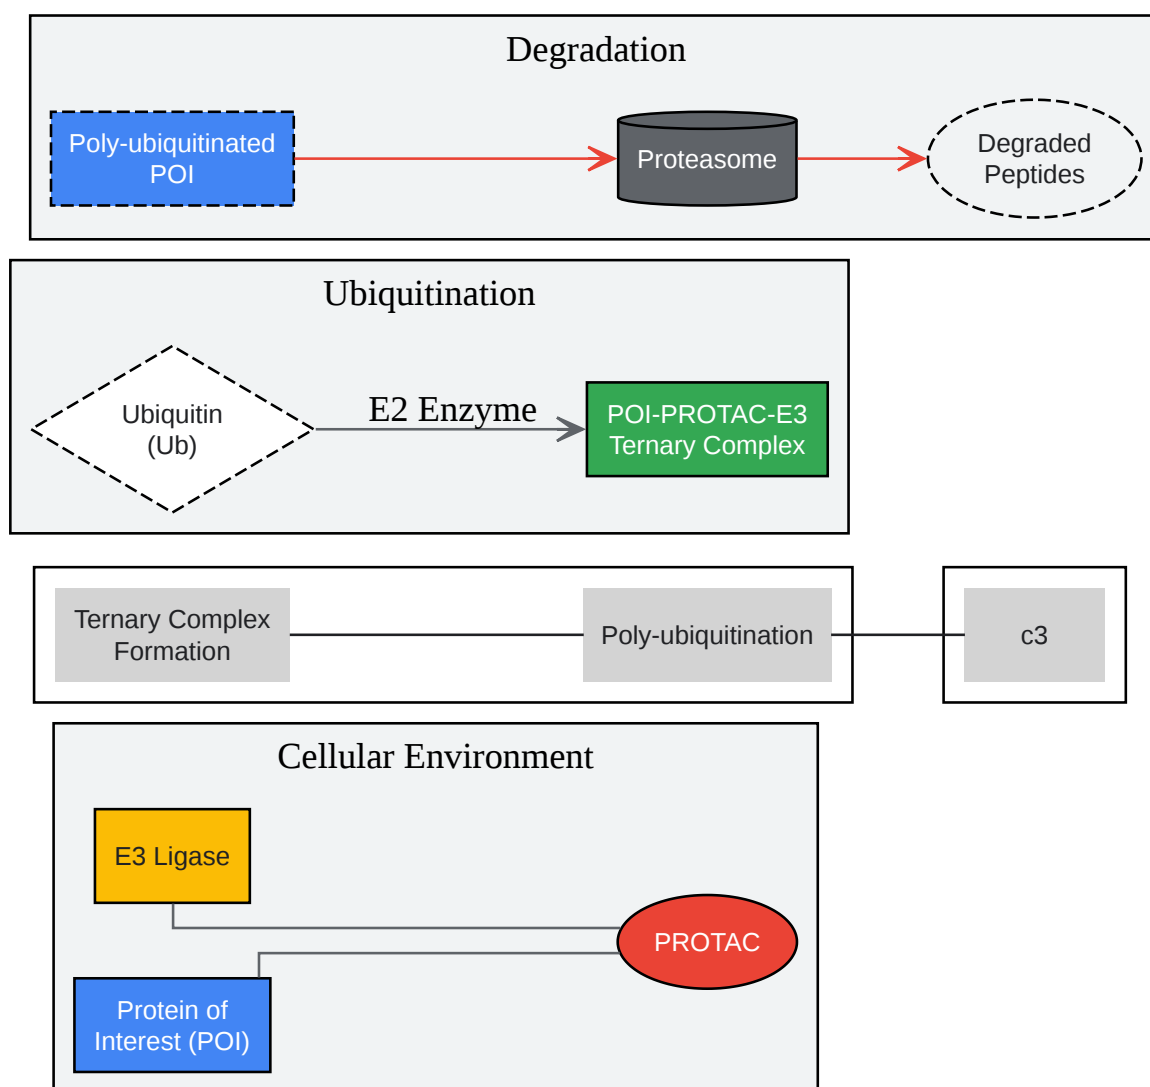 Degradation
Poly-ubiquitinated
POI
Proteasome
Degraded
Peptides
Ubiquitination
Ubiquitin
(Ub)
E2 Enzyme
POI-PROTAC-E3
Ternary Complex
Ternary Complex
Formation
Poly-ubiquitination
c3
Cellular Environment
E3 Ligase
PROTAC
Protein of
Interest (POI)